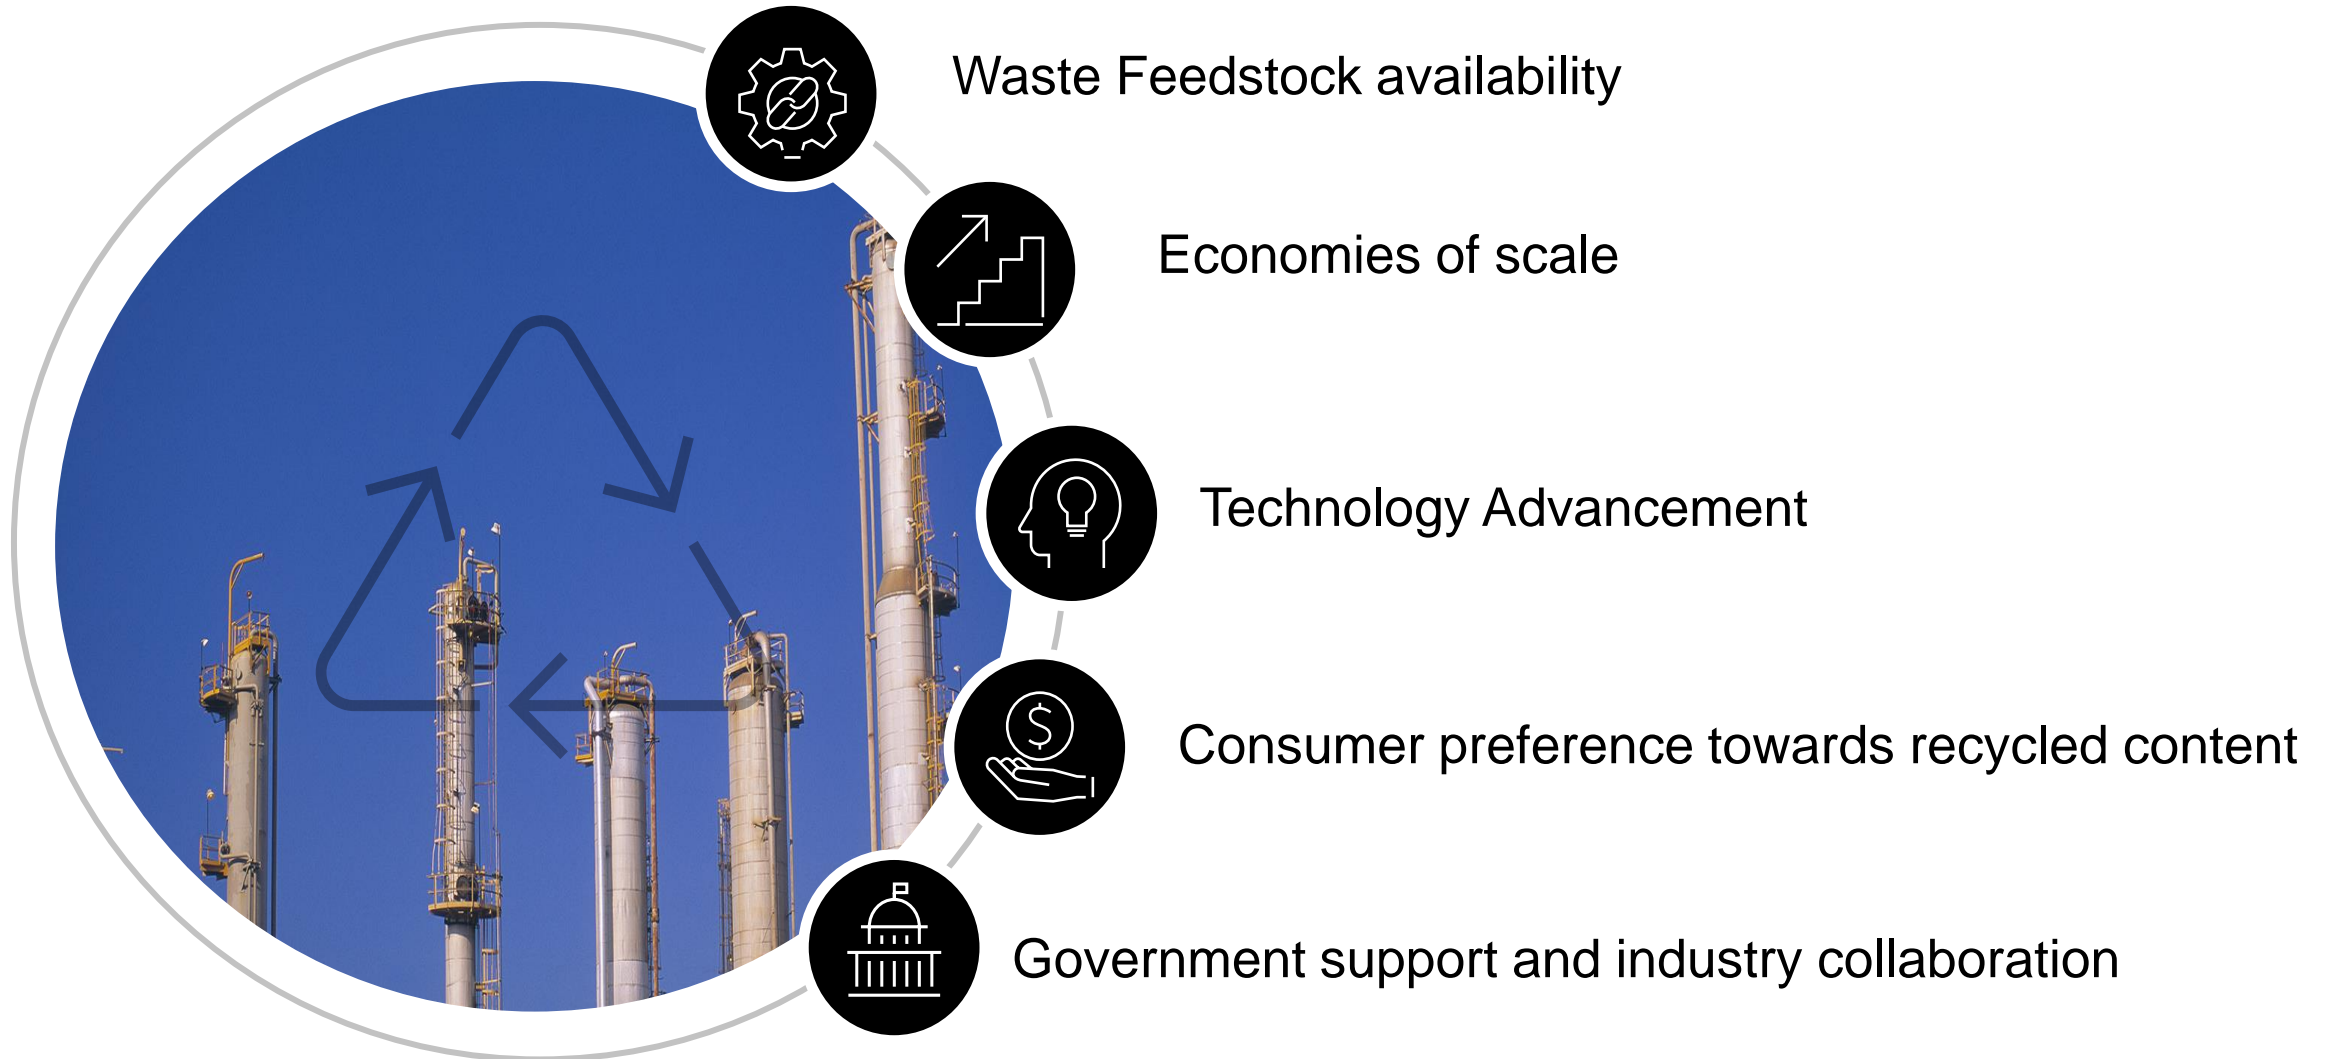 Waste Feedstock availability
Economies of scale
Technology Advancement
Consumer preference towards recycled content
Government support and industry collaboration